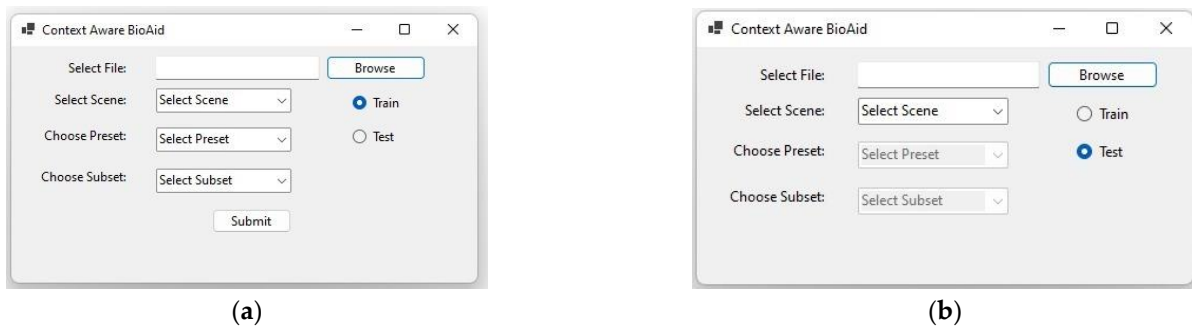 Context Aware BioAid
Select File:
Browse
Select Scene:
Select Scene
Train
Choose Preset:
Select Preset
Test
Choose Subset:
Select Subset
Submit
(a)
Context Aware BioAid
Select File:
Browse
Select Scene:
Select Scene
Train
Choose Preset:
Select Preset
Test
Choose Subset:
Select Subset
(b)